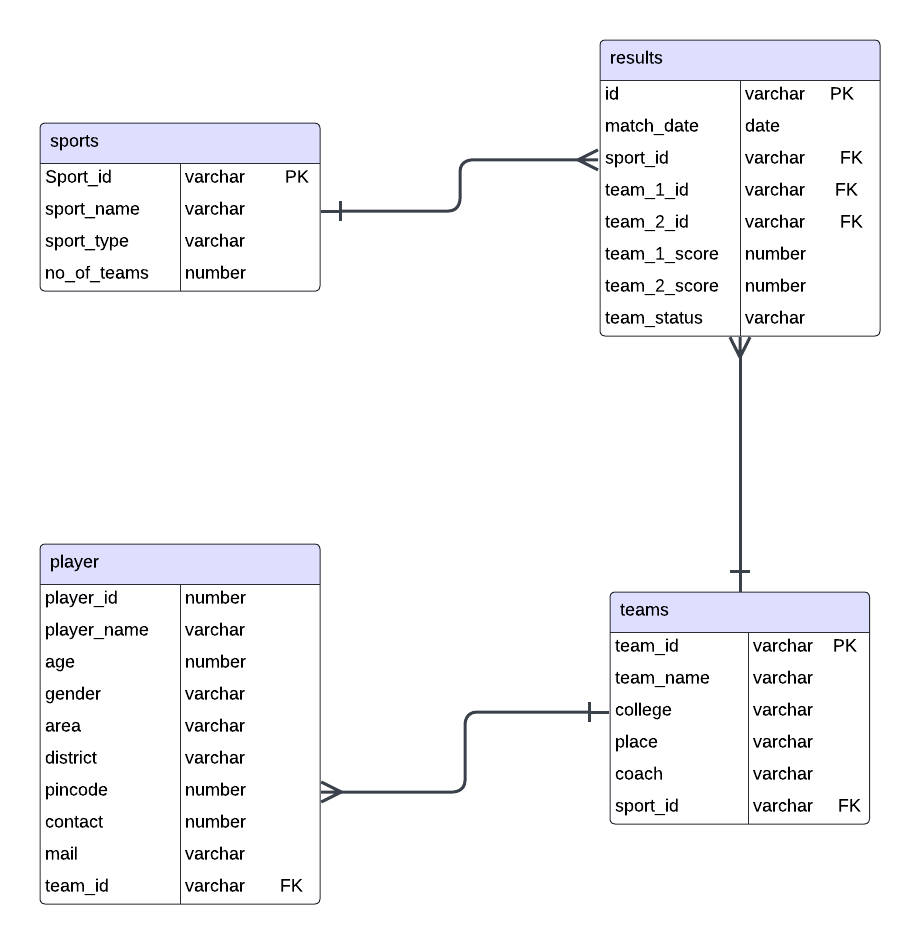 results
id varchar PK
match_date date
sport_id varchar FK
team_1_id varchar FK
team_2_id varchar FK
team_1_score number
team_2_score number
team_status varchar
sports
Sport_id varchar PK
sport_name varchar
sport_type varchar
no_of_teams number
player
player_id number
player_name varchar
age number
gender varchar
area varchar
district varchar
pincode number
contact number
mail varchar
team_id varchar FK
teams
team_id varchar PK
team_name varchar
college varchar
place varchar
coach varchar
sport_id varchar FK